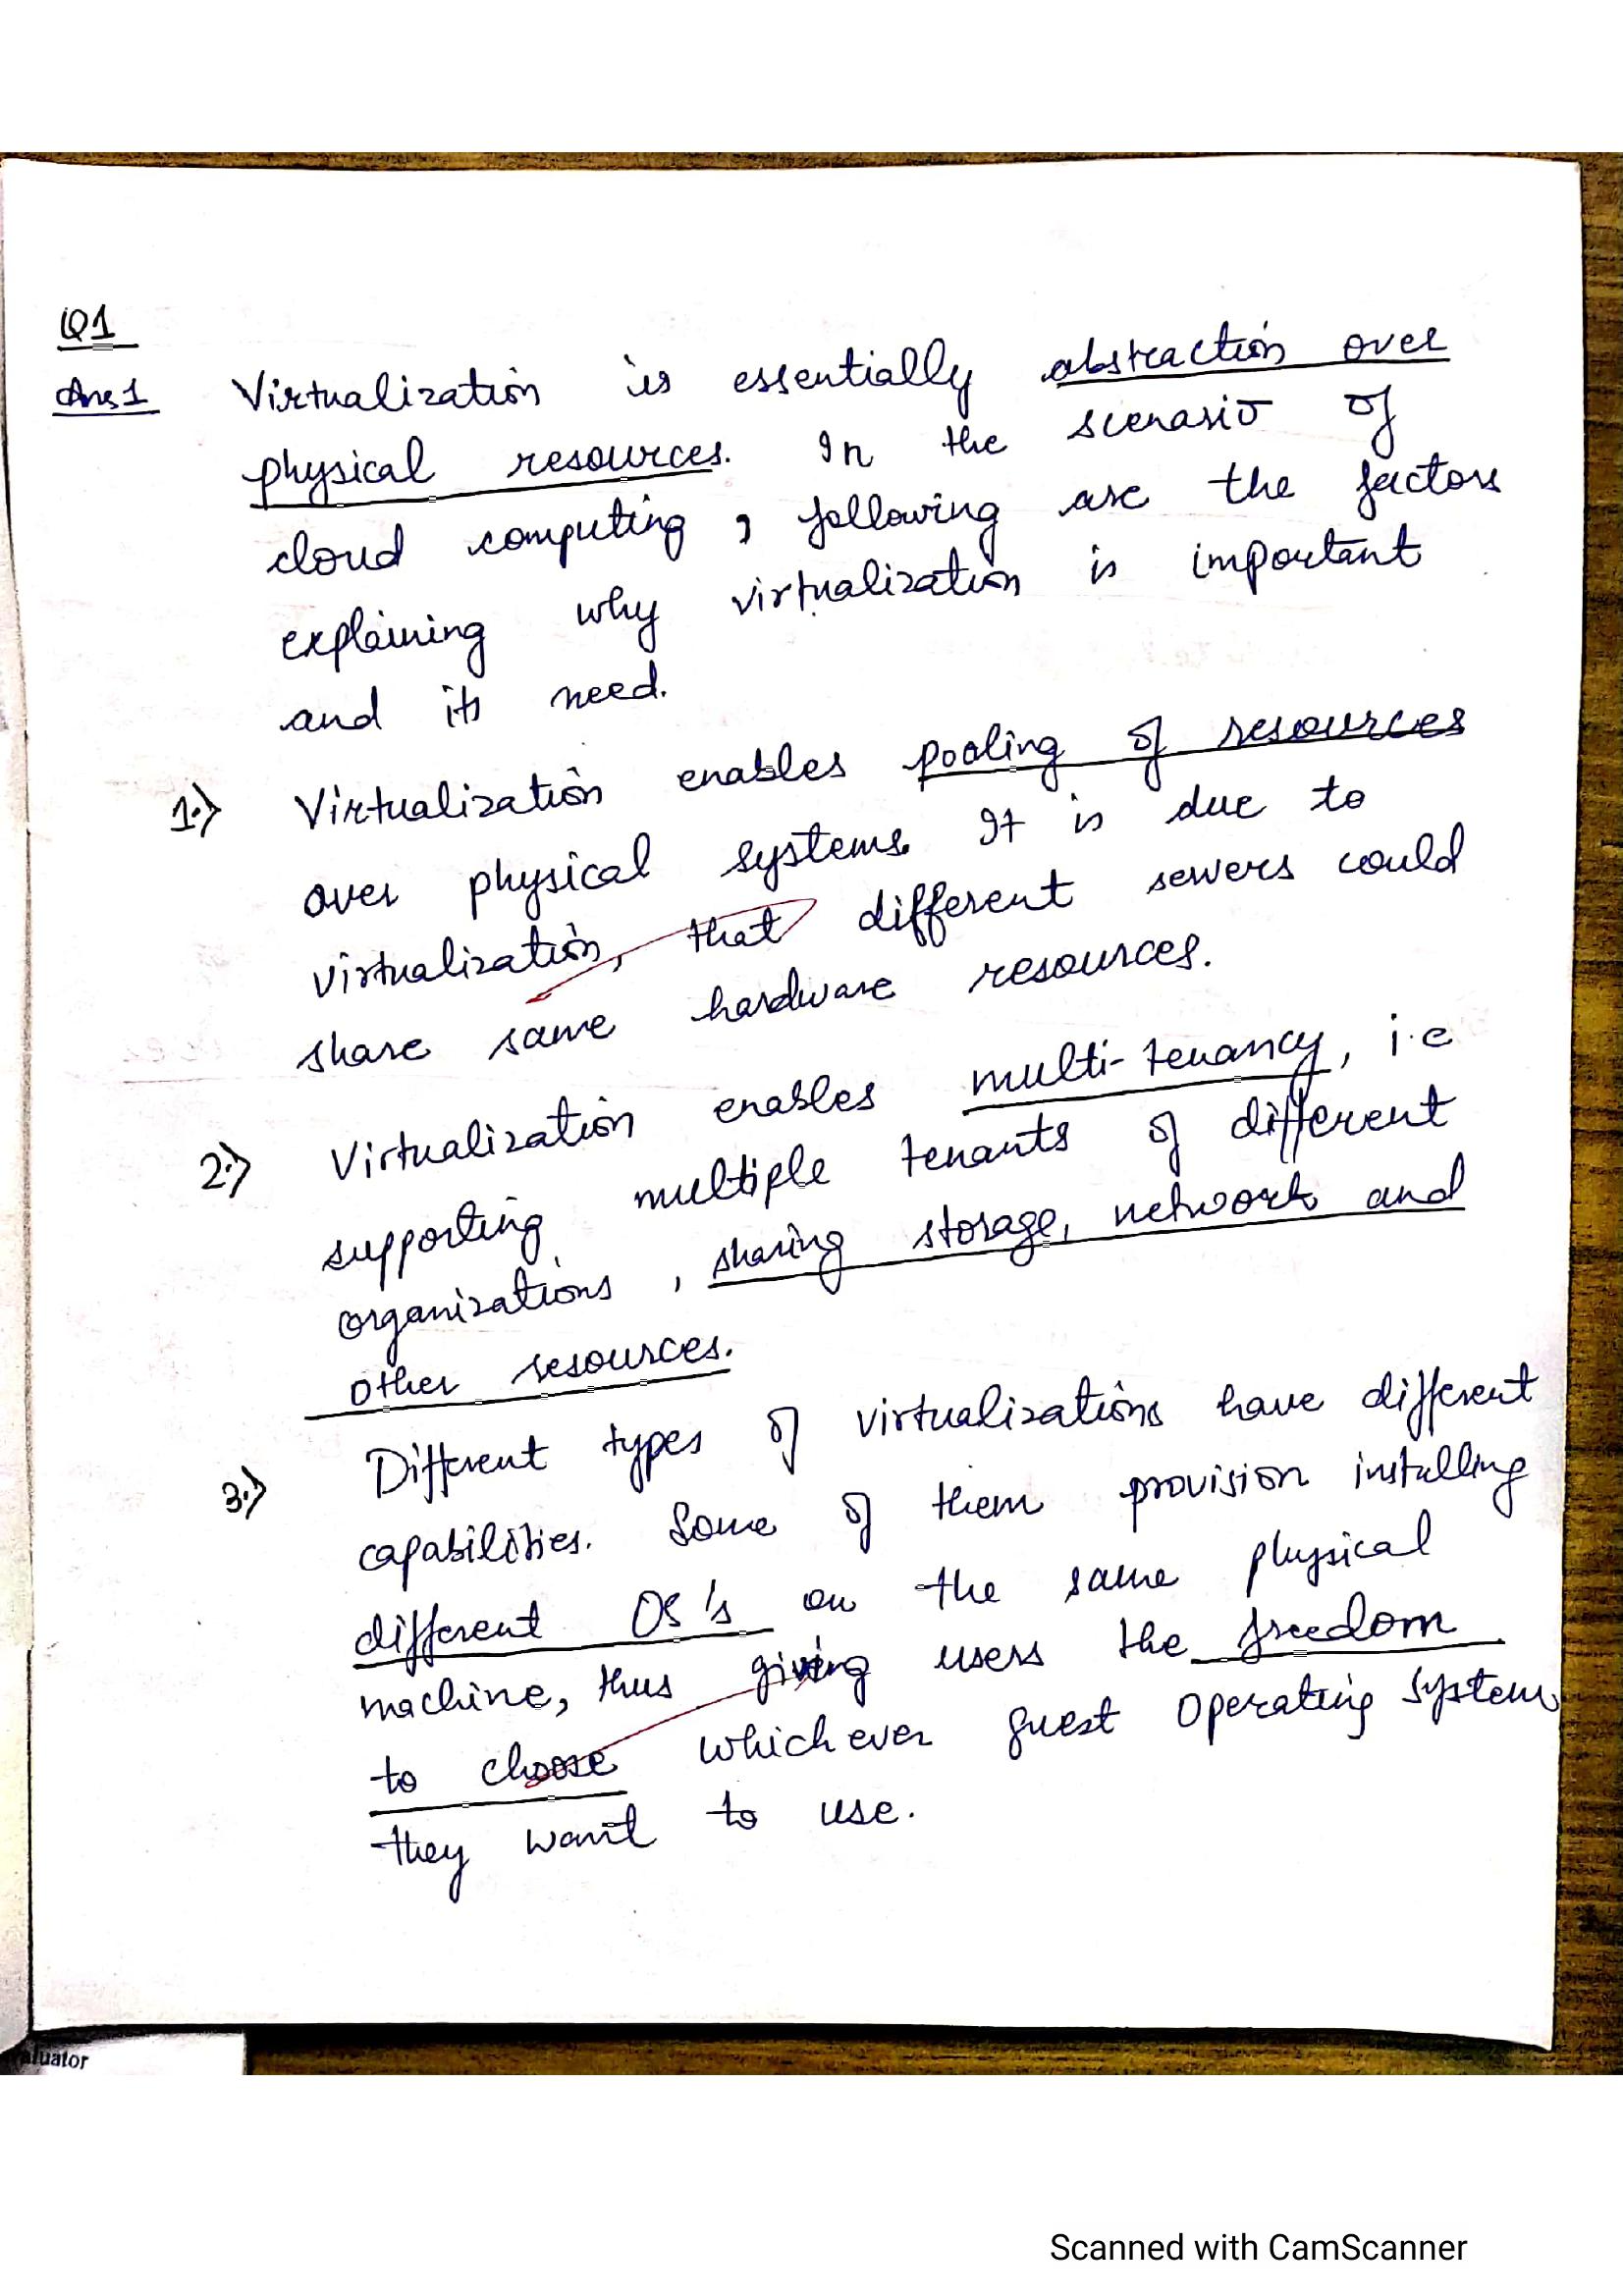 Q1
Ans 1 Virtualization is essentially abstraction over
physical resources. In the scenario of
cloud computing, following are the factors
explaining why virtualization is important
and its need.
1.) Virtualization enables pooling of resources
over physical systems. It is due to
virtualization, that different servers could
share same hardware resources.
2.) Virtualization enables multi-tenancy, i.e
supporting multiple tenants of different
organizations, sharing storage, network and
other resources.
3.) Different types of virtualizations have different
capabilities. Some of them provision installing
different OS's on the same physical
machine, thus giving users the freedom
to choose whichever guest operating system
they want to use.
aluator
Scanned with CamScanner